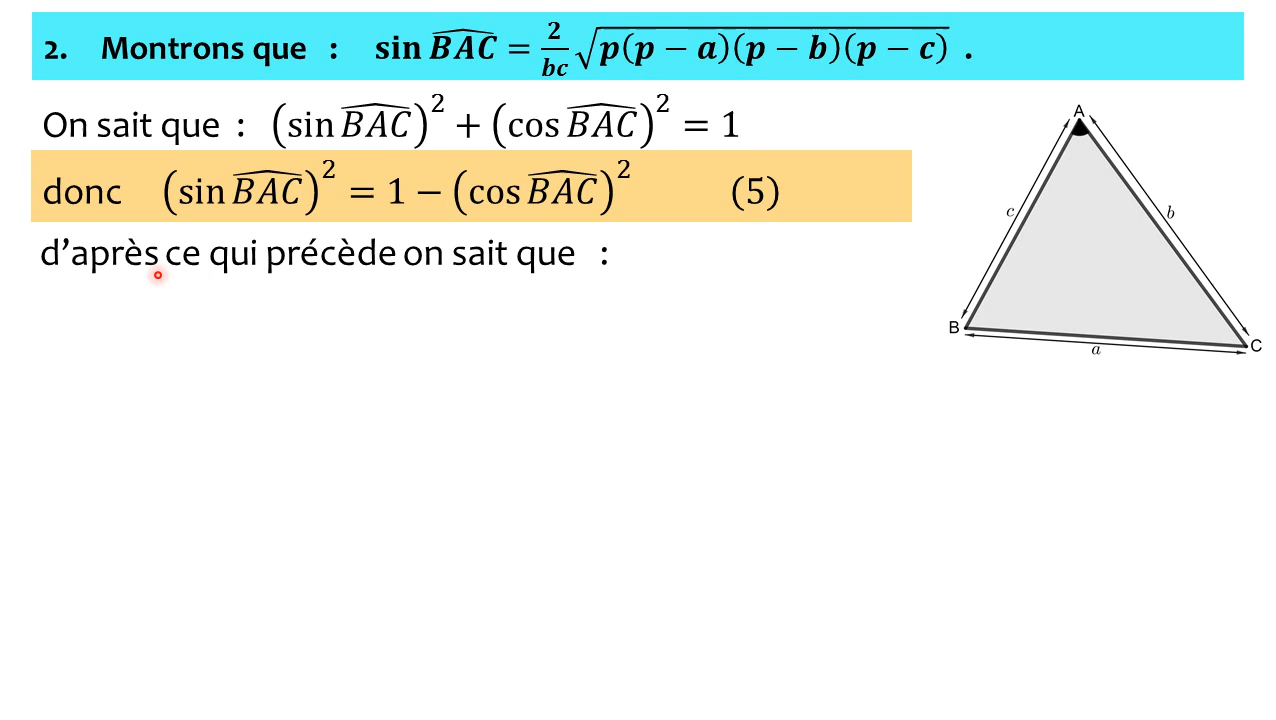 2. Montrons que : sin B͡AC = 2/bc √(p(p − a)(p − b)(p − c)) .
On sait que : (sin B͡AC)² + (cos B͡AC)² = 1
donc (sin B͡AC)² = 1 − (cos B͡AC)² (5)
d’après ce qui précède on sait que :
A
c
b
B
a
C